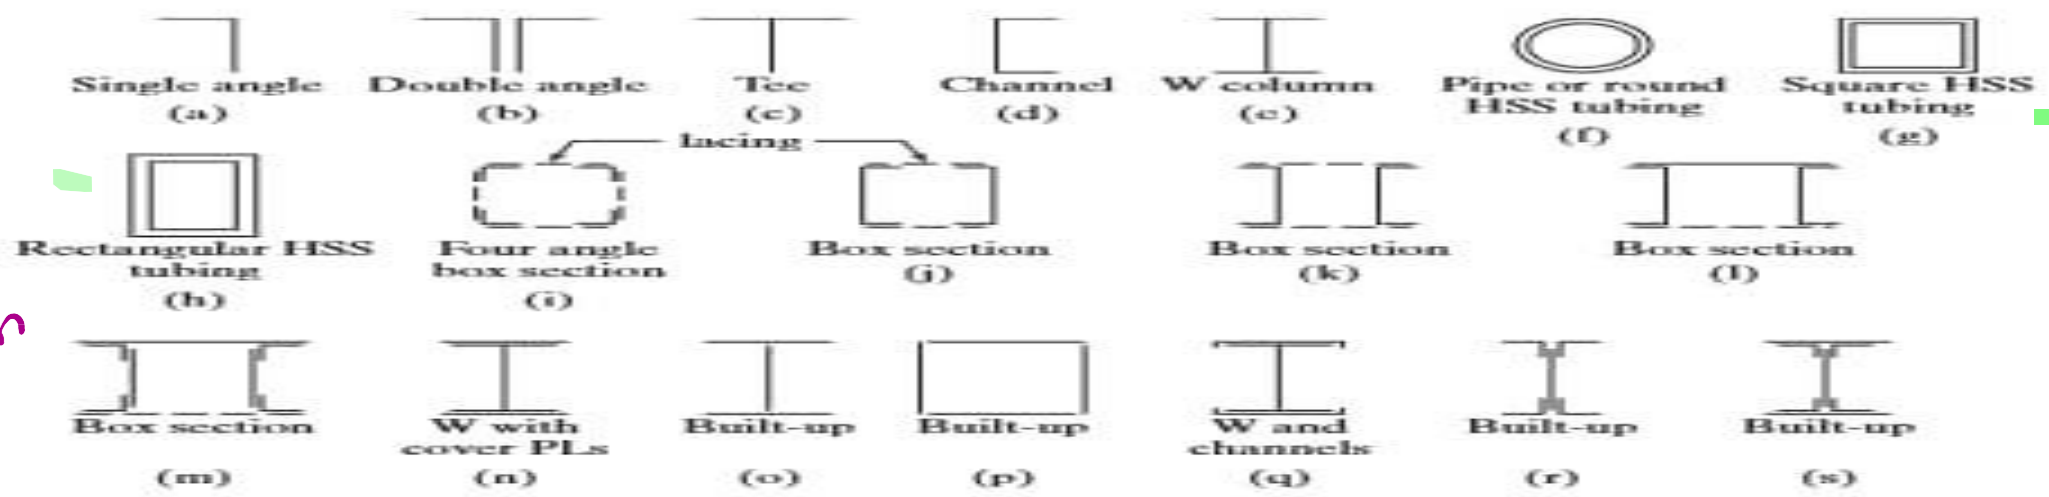 Single angle Double angle Tee Channel W column Pipe or round Square HSS
HSS tubing tubing
(a) (b) (c) (d) (e) (f) (g)
lacing
Rectangular HSS Four angle Box section Box section Box section
tubing box section (j) (k) (l)
(h) (i)
Box section W with Built-up Built-up W and Built-up Built-up
cover PLs channels
(m) (n) (o) (p) (q) (r) (s)